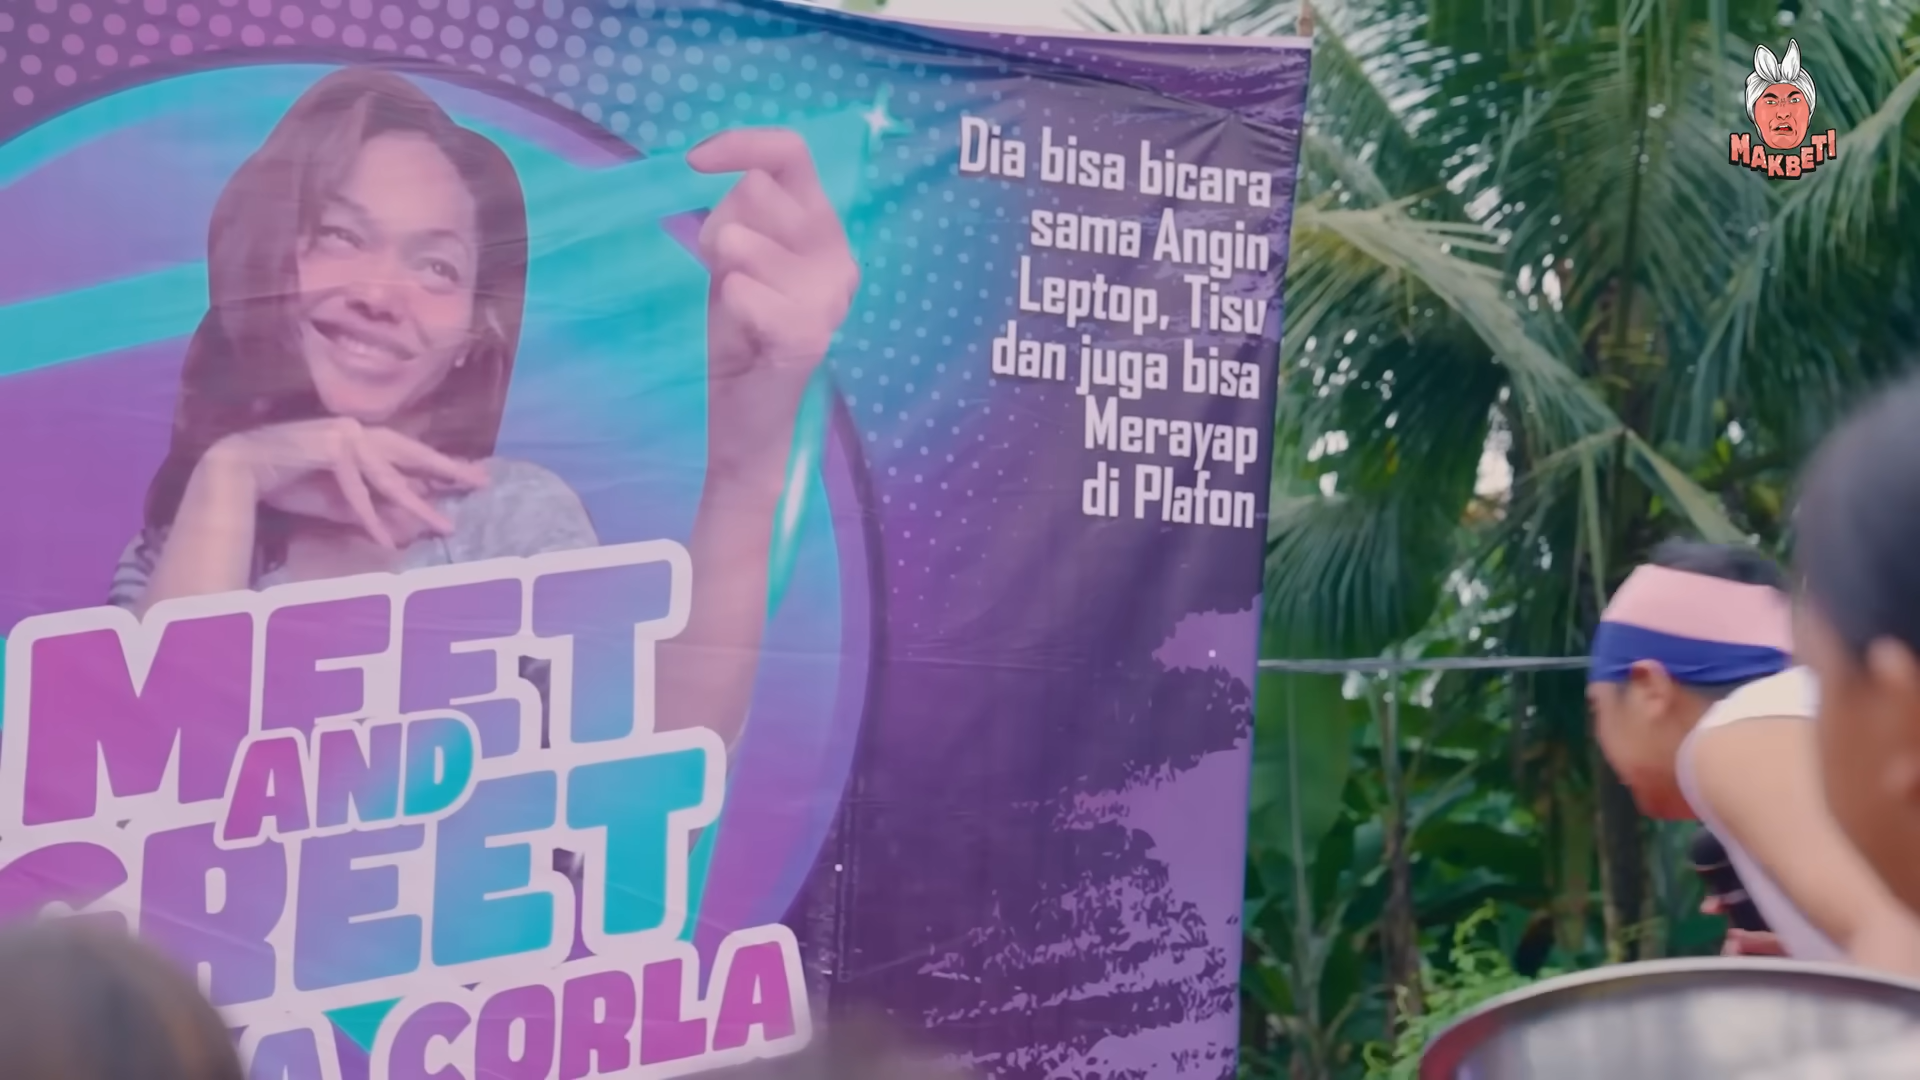 Dia bisa bicara
sama Angin
Leptop, Tisu
dan juga bisa
Merayap
di Plafon
MEET
AND
GREET
CORLA
MAKBETI